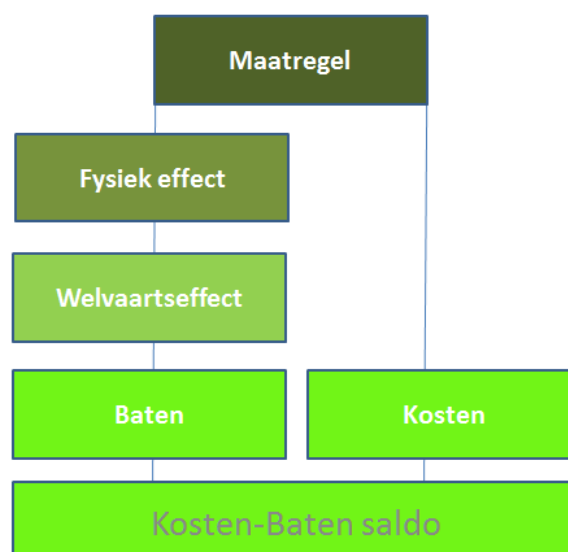 Maatregel
Fysiek effect
Welvaartseffect
Baten
Kosten
Kosten-Baten saldo